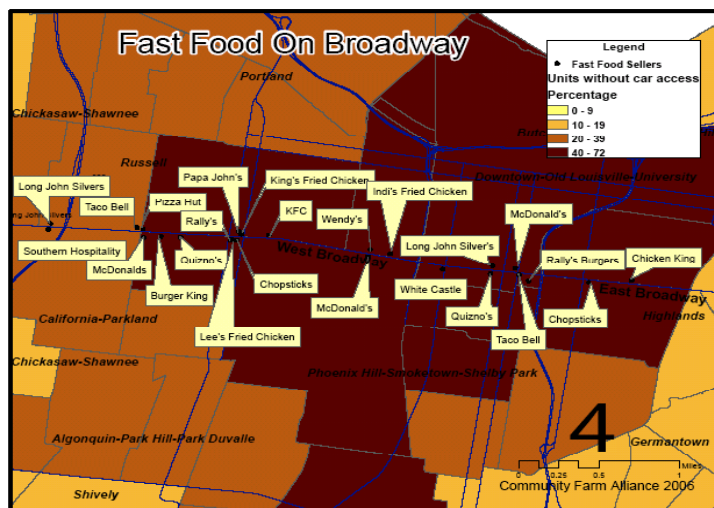 Fast Food On Broadway
Legend
Fast Food Sellers
Units without car access
Percentage
0 - 9
10 - 19
20 - 39
40 - 72
Portland
Chickasaw-Shawnee
Russell
Downtown-Old Louisville-University
Papa John's
King's Fried Chicken
Indi's Fried Chicken
Long John Silvers
Taco Bell
Pizza Hut
Rally's
KFC
Wendy's
McDonald's
Long John Silver's
Rally's Burgers
Chicken King
Southern Hospitality
McDonalds
Quizno's
West Broadway
East Broadway
Burger King
Chopsticks
McDonald's
White Castle
Quizno's
Chopsticks
Highlands
California-Parkland
Lee's Fried Chicken
Taco Bell
Chickasaw-Shawnee
Phoenix Hill-Smoketown-Shelby Park
Algonquin-Park Hill-Park Duvalle
4
Germantown
0 0.25 0.5 1
Miles
Shively
Community Farm Alliance 2006